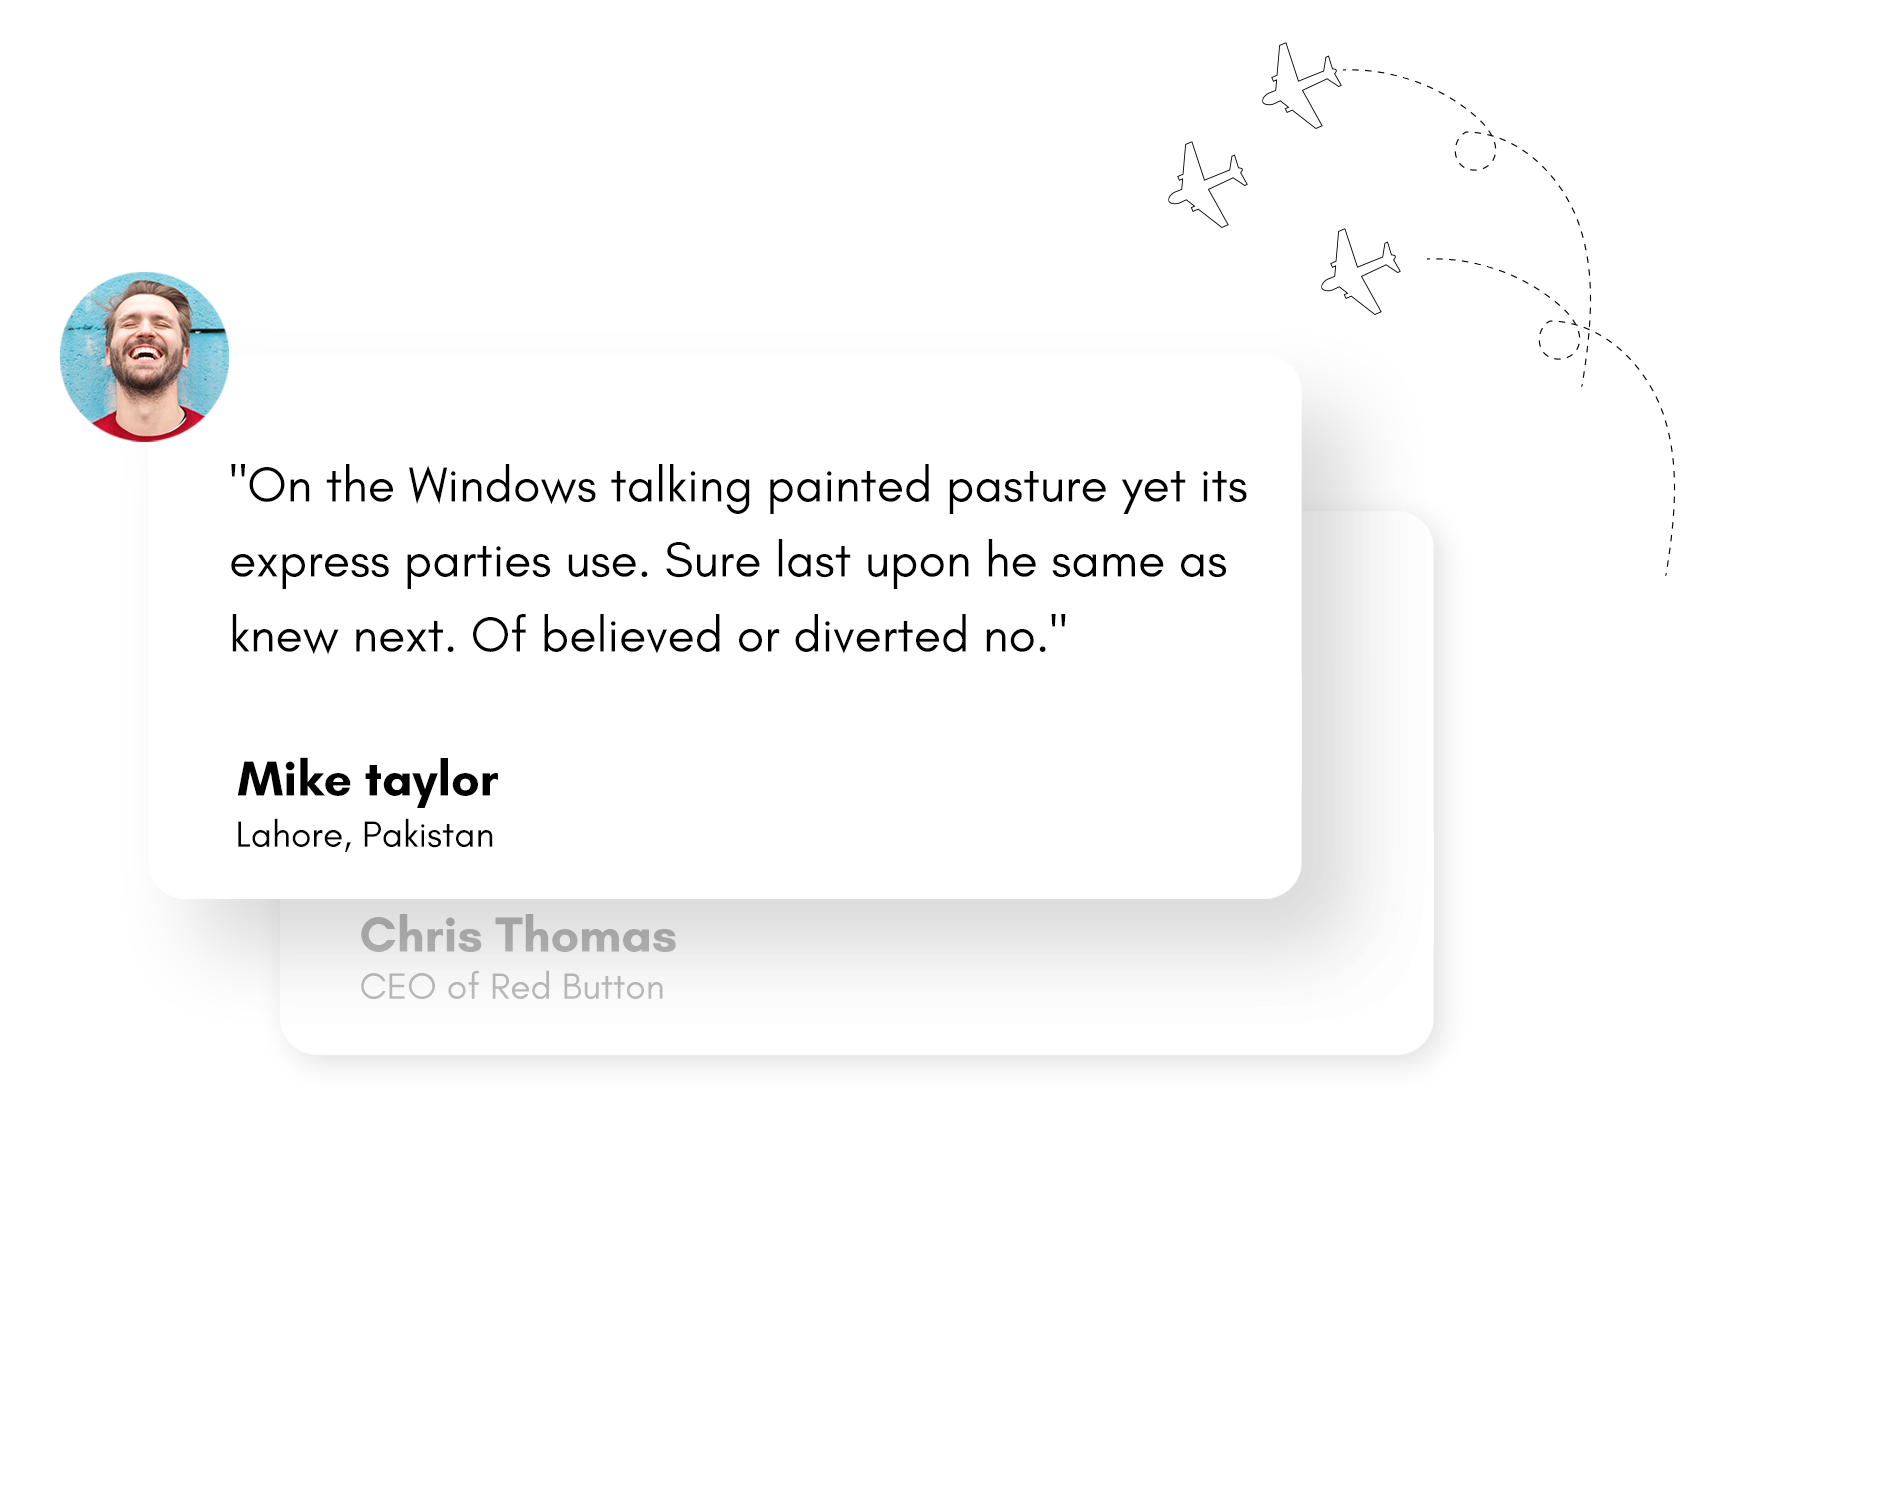 "On the Windows talking painted pasture yet its
express parties use. Sure last upon he same as
knew next. Of believed or diverted no."
Mike taylor
Lahore, Pakistan
Chris Thomas
CEO of Red Button